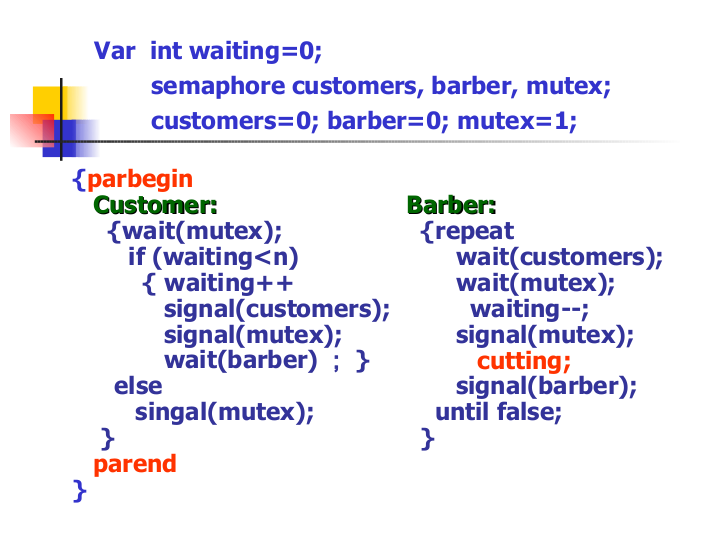 Var  int waiting=0;
semaphore customers, barber, mutex;
customers=0; barber=0; mutex=1;
{parbegin
Customer:
{wait(mutex);
if (waiting<n)
{ waiting++
signal(customers);
signal(mutex);
wait(barber) ; }
else
singal(mutex);
}
parend
}
Barber:
{repeat
wait(customers);
wait(mutex);
waiting--;
signal(mutex);
cutting;
signal(barber);
until false;
}